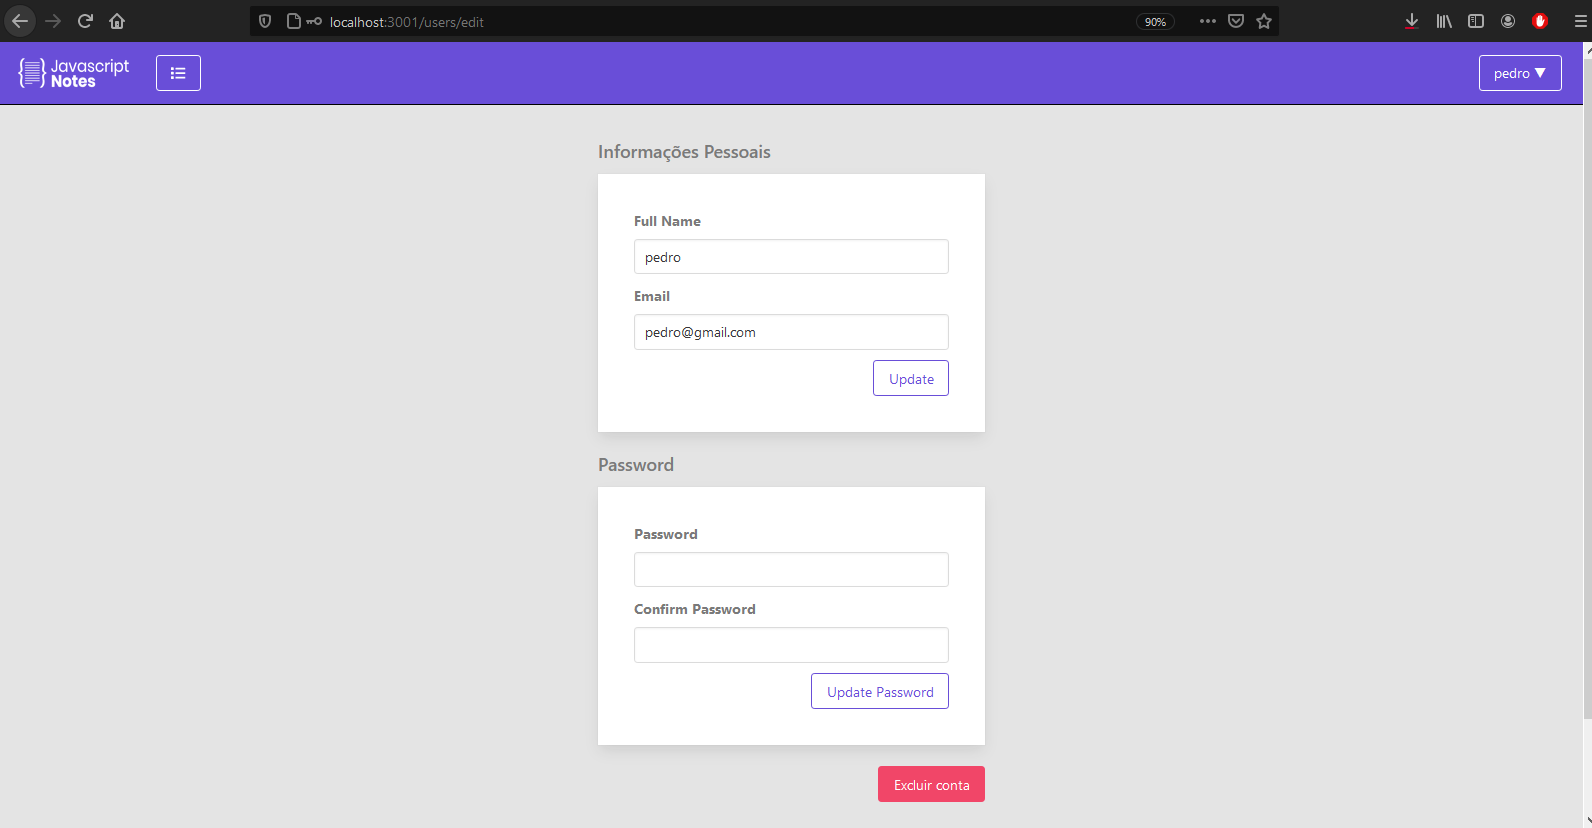 localhost:3001/users/edit
90%
Javascript
Notes
pedro ▼
Informações Pessoais
Full Name
pedro
Email
pedro@gmail.com
Update
Password
Password
Confirm Password
Update Password
Excluir conta